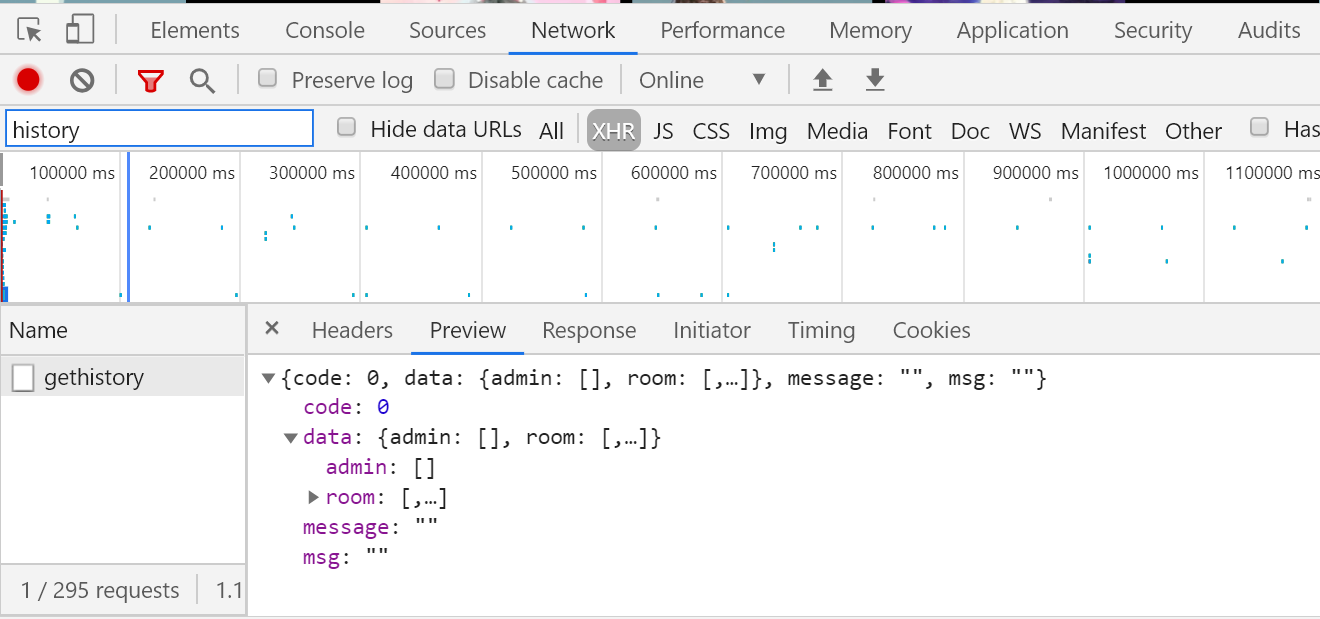 Elements Console Sources Network Performance Memory Application Security Audits
Preserve log Disable cache Online
history Hide data URLs All XHR JS CSS Img Media Font Doc WS Manifest Other Has
100000 ms 200000 ms 300000 ms 400000 ms 500000 ms 600000 ms 700000 ms 800000 ms 900000 ms 1000000 ms 1100000 ms
Name × Headers Preview Response Initiator Timing Cookies
gethistory {code: 0, data: {admin: [], room: [,…]}, message: "", msg: ""}
code: 0
data: {admin: [], room: [,…]}
admin: []
room: [,…]
message: ""
msg: ""
1 / 295 requests 1.1